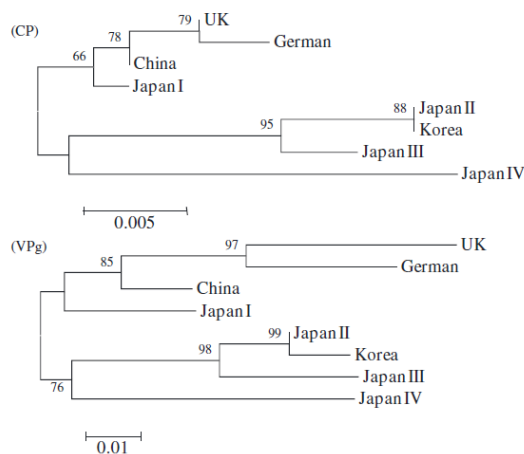 (CP)
79 UK
78 German
66 China
Japan I
88 Japan II
95 Korea
Japan III
Japan IV
0.005
(VPg)
97 UK
85 German
China
Japan I
99 Japan II
98 Korea
Japan III
76 Japan IV
0.01